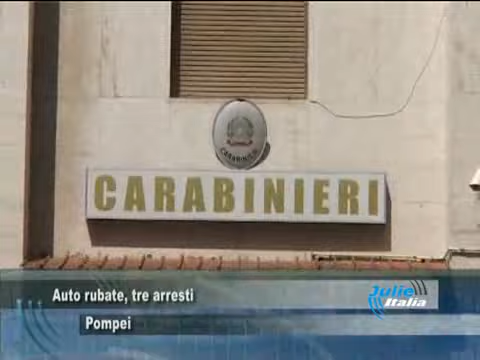 CARABINIERI
CARABINIERI
Auto rubate, tre arresti
Julie
Italia
Pompei